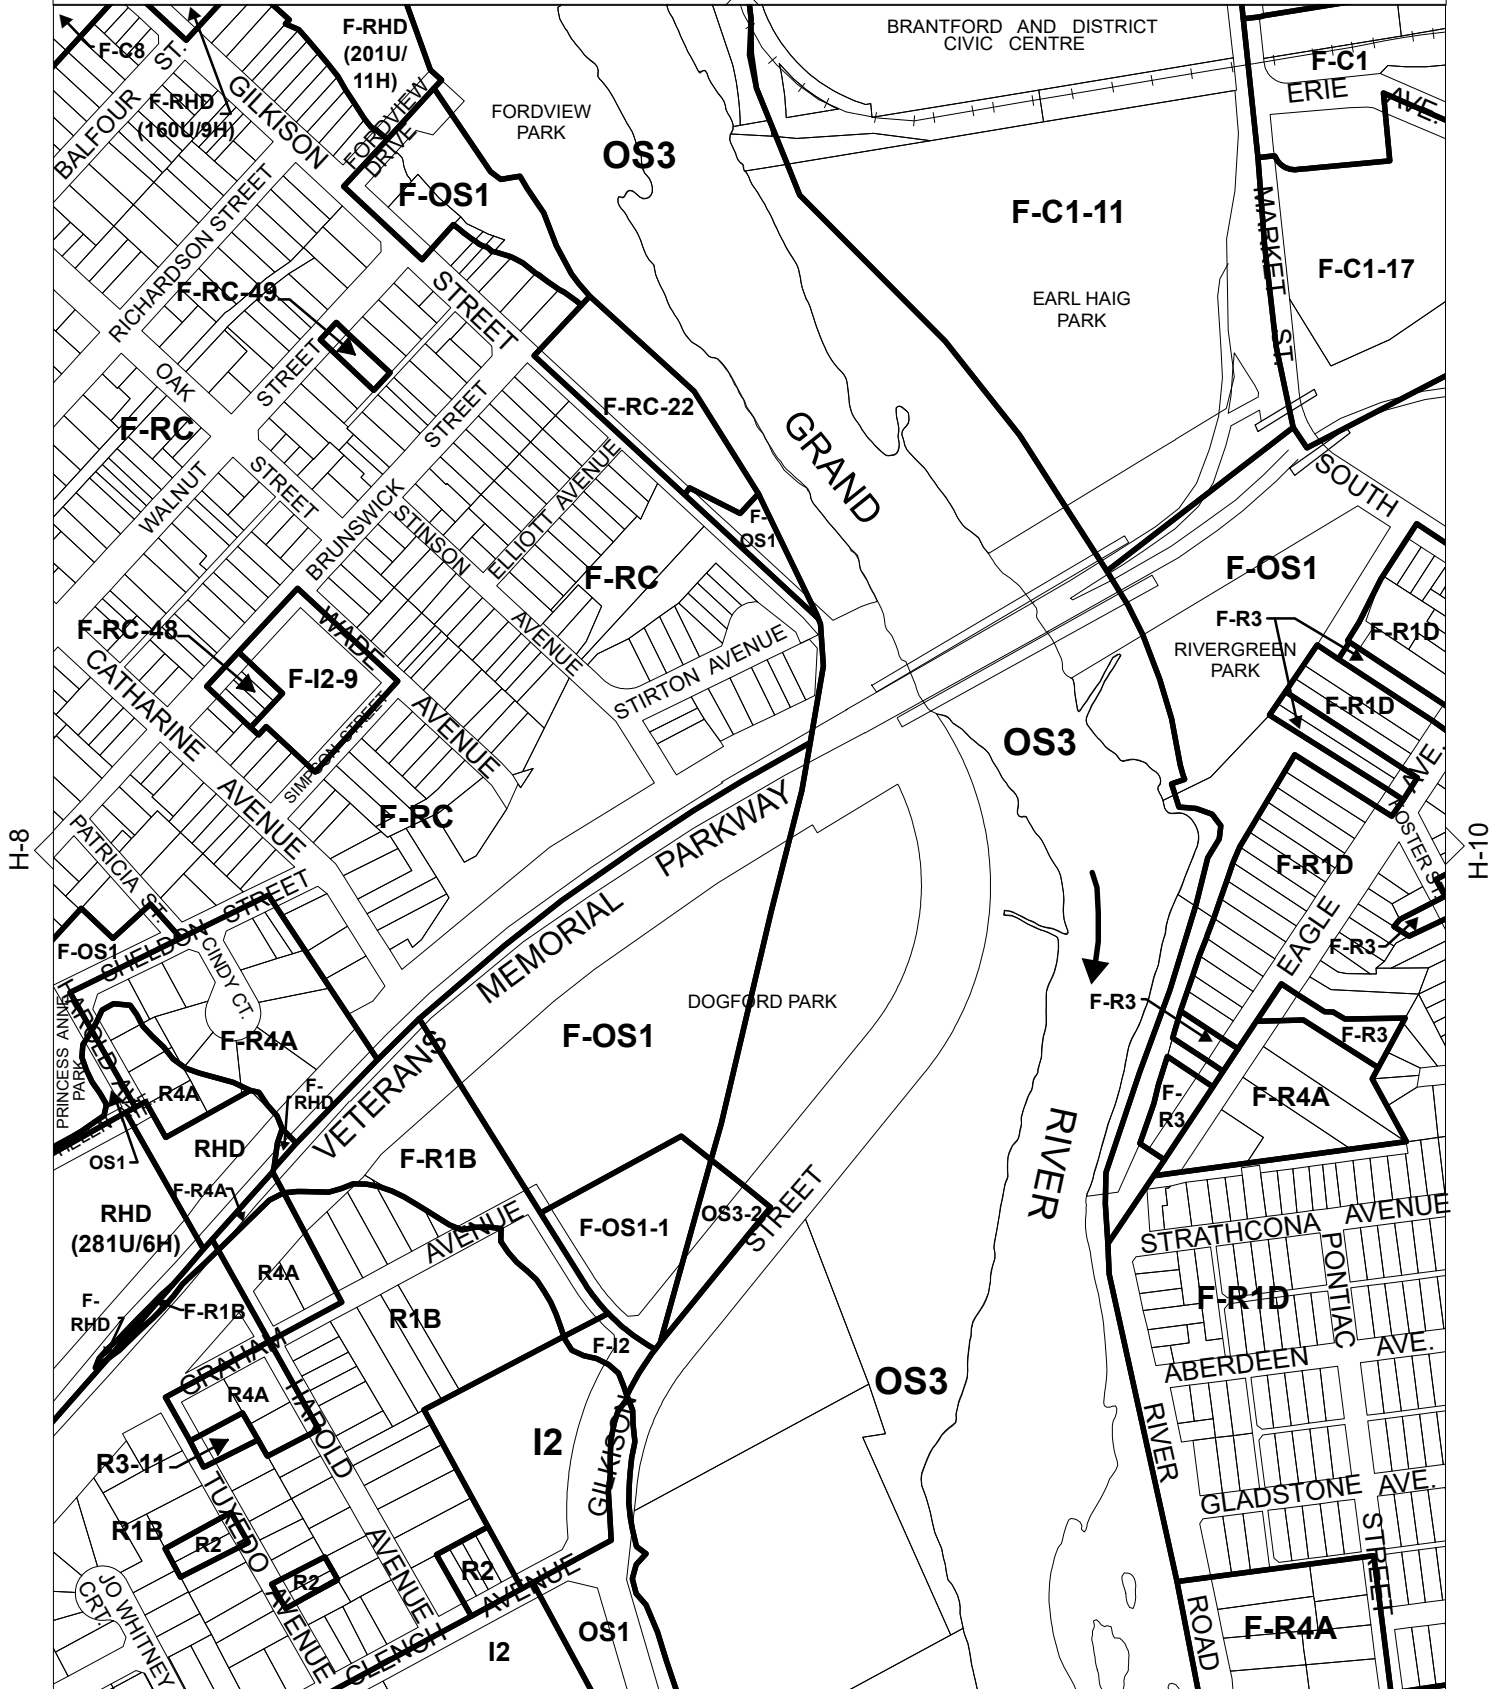 BRANTFORD AND DISTRICT
CIVIC CENTRE
F-RHD
(201U/
11H)
F-C8
F-C1
ERIE AVE.
BALFOUR ST.
F-RHD
(160U/9H)
GILKISON
FORDVIEW
DRIVE
FORDVIEW
PARK
OS3
F-OS1
F-C1-11
MARKET ST.
F-C1-17
RICHARDSON STREET
F-RC-49
STREET
EARL HAIG
PARK
OAK
STREET
STREET
F-RC
F-RC-22
GRAND
WALNUT
STREET
BRUNSWICK
STINSON
ELLIOTT AVENUE
F-
OS1
SOUTH
F-RC
F-OS1
F-R3
F-R1D
RIVERGREEN
PARK
F-RC-48
WADE
AVENUE
F-I2-9
CATHARINE
STIRTON AVENUE
F-R1D
SIMPSON STREET
AVENUE
OS3
AVENUE
F-RC
PARKWAY
AVE.
H-8
H-10
PATRICIA ST.
FOSTER ST.
F-R1D
SHELDON STREET
MEMORIAL
EAGLE
F-OS1
CINDY CT.
F-R3
DOGFORD PARK
F-R3
PRINCESS ANNE
PARK
HAROLD AVE.
F-R4A
F-OS1
F-R3
VETERANS
R4A
F-
RHD
F-R4A
F-
R3
HELEN AVE.
OS1
RHD
F-R1B
RIVER
F-R4A
RHD
(281U/6H)
AVENUE
F-OS1-1
OS3-2
STREET
STRATHCONA AVENUE
PONTIAC
R4A
F-
RHD
F-R1B
R1B
F-R1D
GRAHAM
F-I2
ABERDEEN AVE.
R4A
HAROLD
OS3
R3-11
I2
GILKISON
RIVER
TUXEDO
GLADSTONE AVE.
R1B
R2
R2
R2
AVENUE
STREET
JO WHITNEY
CRT.
AVENUE
CLENCH AVENUE
I2
OS1
ROAD
F-R4A